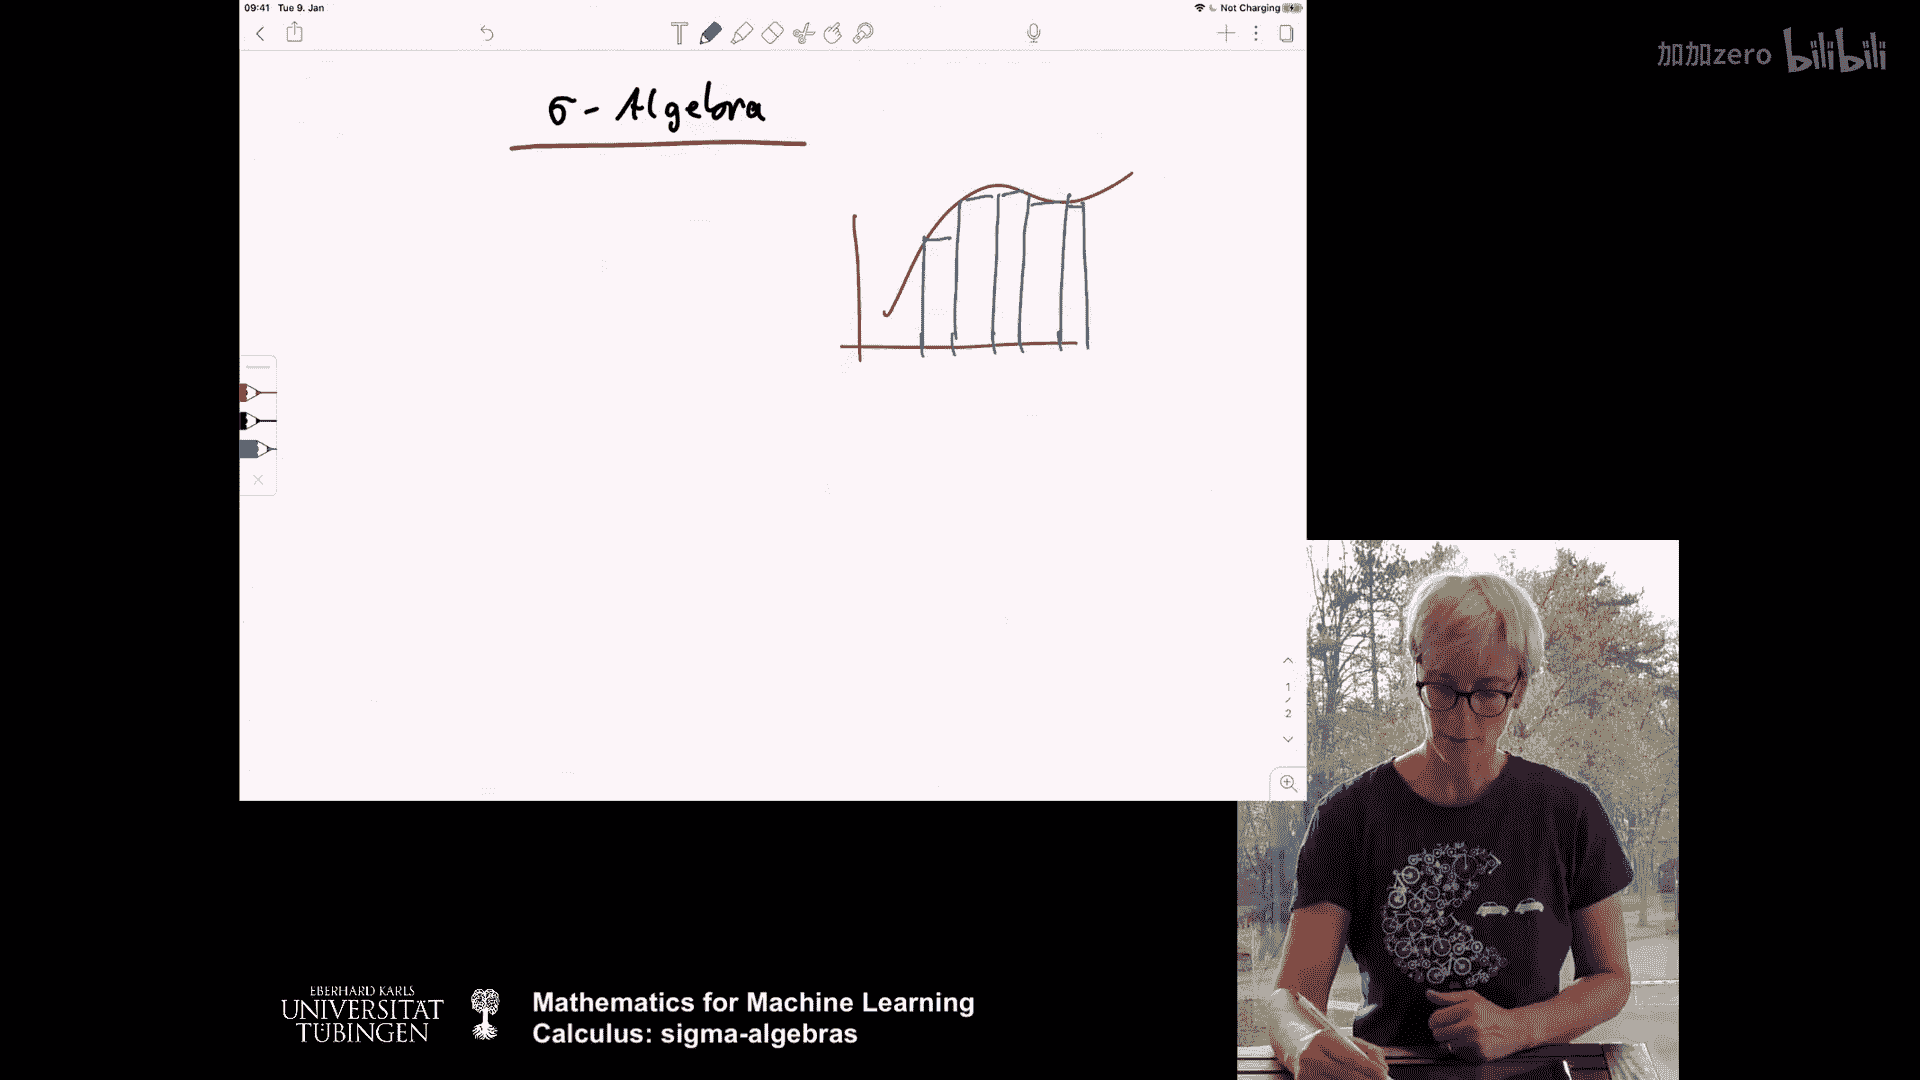 09:41 Tue 9. Jan
Not Charging
T
σ - Algebra
加加zero bilibili
1
/
2
EBERHARD KARLS
UNIVERSITÄT
TÜBINGEN
Mathematics for Machine Learning
Calculus: sigma-algebras